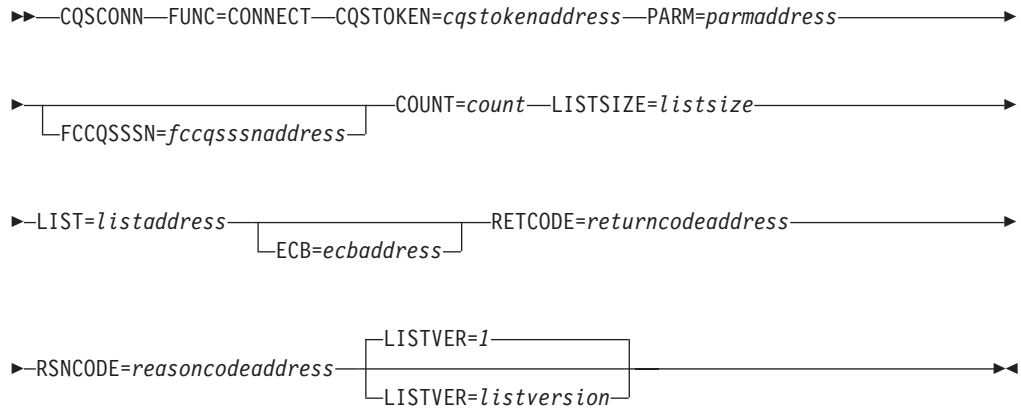 CQSCONN FUNC=CONNECT CQSTOKEN=cqstokenaddress PARM=parmaddress
COUNT=count LISTSIZE=listsize
FCCQSSSN=fccqsssnaddress
LIST=listaddress RETCODE=returncodeaddress
ECB=ecbaddress
LISTVER=1
RSNCODE=reasoncodeaddress
LISTVER=listversion